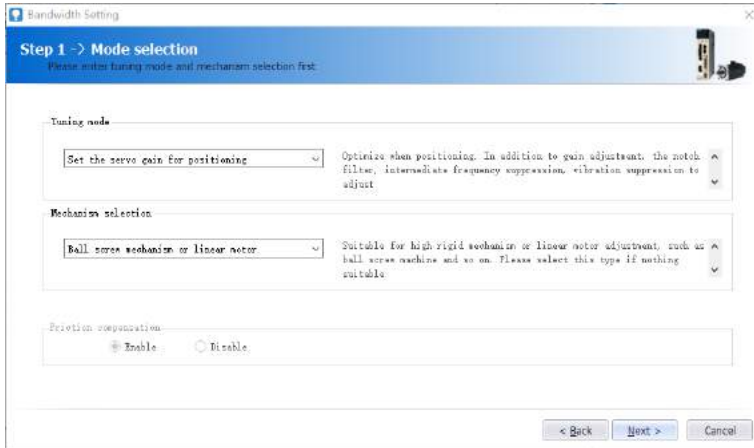 Bandwidth Setting
Step 1 -> Mode selection
Please enter tuning mode and mechanism selection first
Tuning mode
Set the servo gain for positioning
Optimize when positioning. In addition to gain adjustment, the notch
filter, intermediate frequency suppression, vibration suppression to
adjust
Mechanism selection
Ball screw mechanism or linear motor
Suitable for high rigid mechanism or linear motor adjustment, such as
ball screw machine and so on. Please select this type if nothing
suitable
Friction compensation
Enable Disable
< Back Next > Cancel